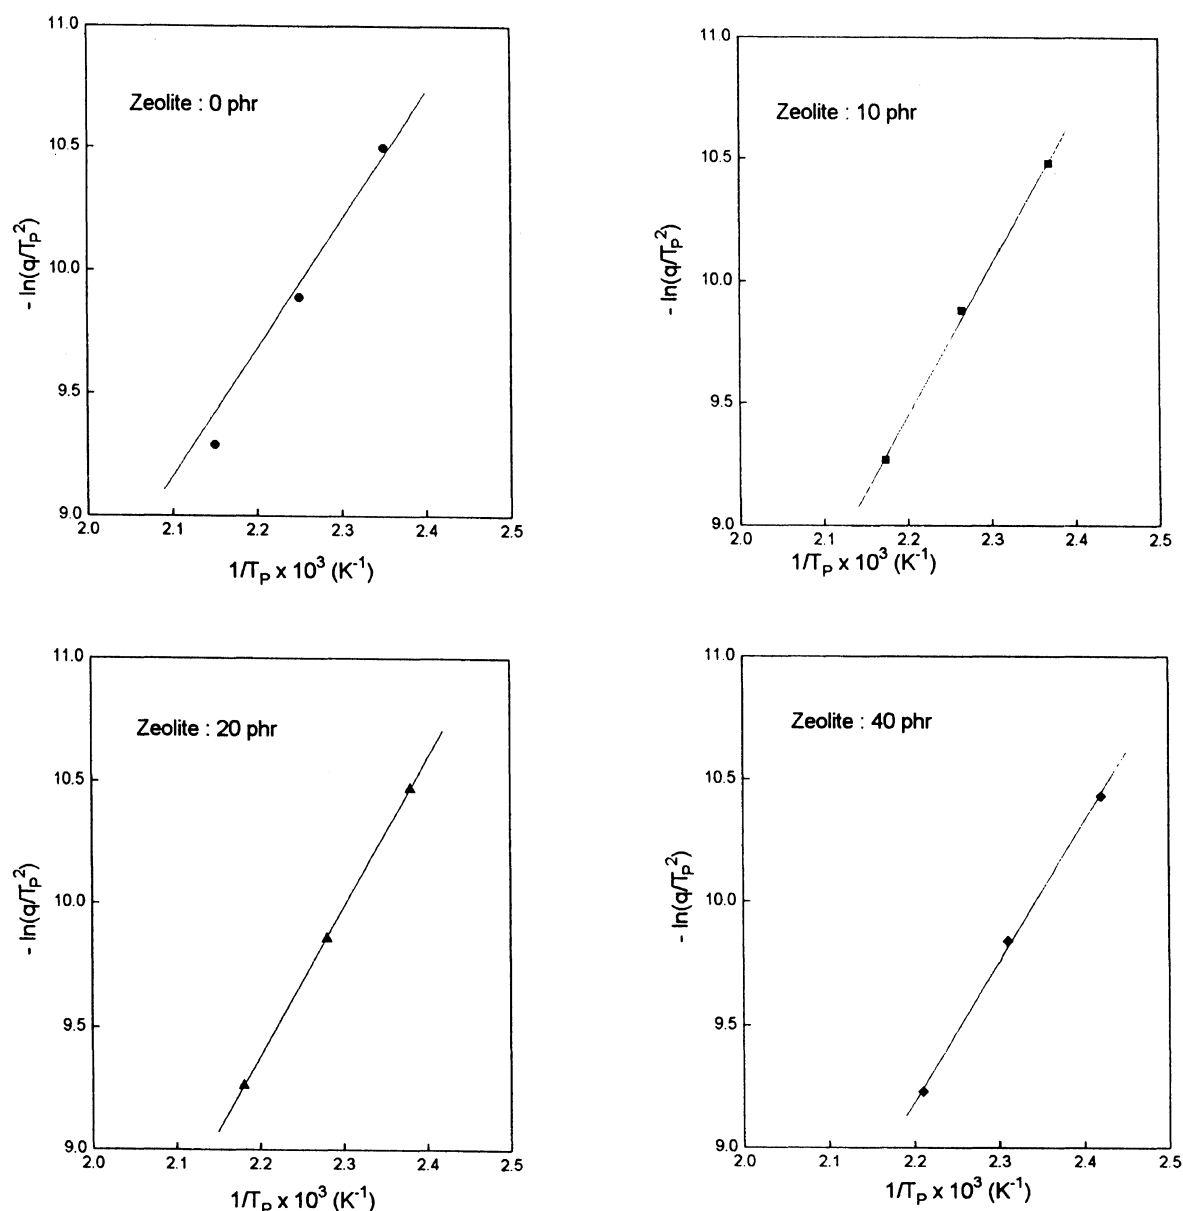 11.0
Zeolite : 0 phr
10.5
10.0
9.5
9.0
- ln(q/T_P^2)
2.0 2.1 2.2 2.3 2.4 2.5
1/T_P x 10^3 (K^-1)
11.0
Zeolite : 10 phr
10.5
10.0
9.5
9.0
- ln(q/T_P^2)
2.0 2.1 2.2 2.3 2.4 2.5
1/T_P x 10^3 (K^-1)
11.0
Zeolite : 20 phr
10.5
10.0
9.5
9.0
- ln(q/T_P^2)
2.0 2.1 2.2 2.3 2.4 2.5
1/T_P x 10^3 (K^-1)
11.0
Zeolite : 40 phr
10.5
10.0
9.5
9.0
- ln(q/T_P^2)
2.0 2.1 2.2 2.3 2.4 2.5
1/T_P x 10^3 (K^-1)